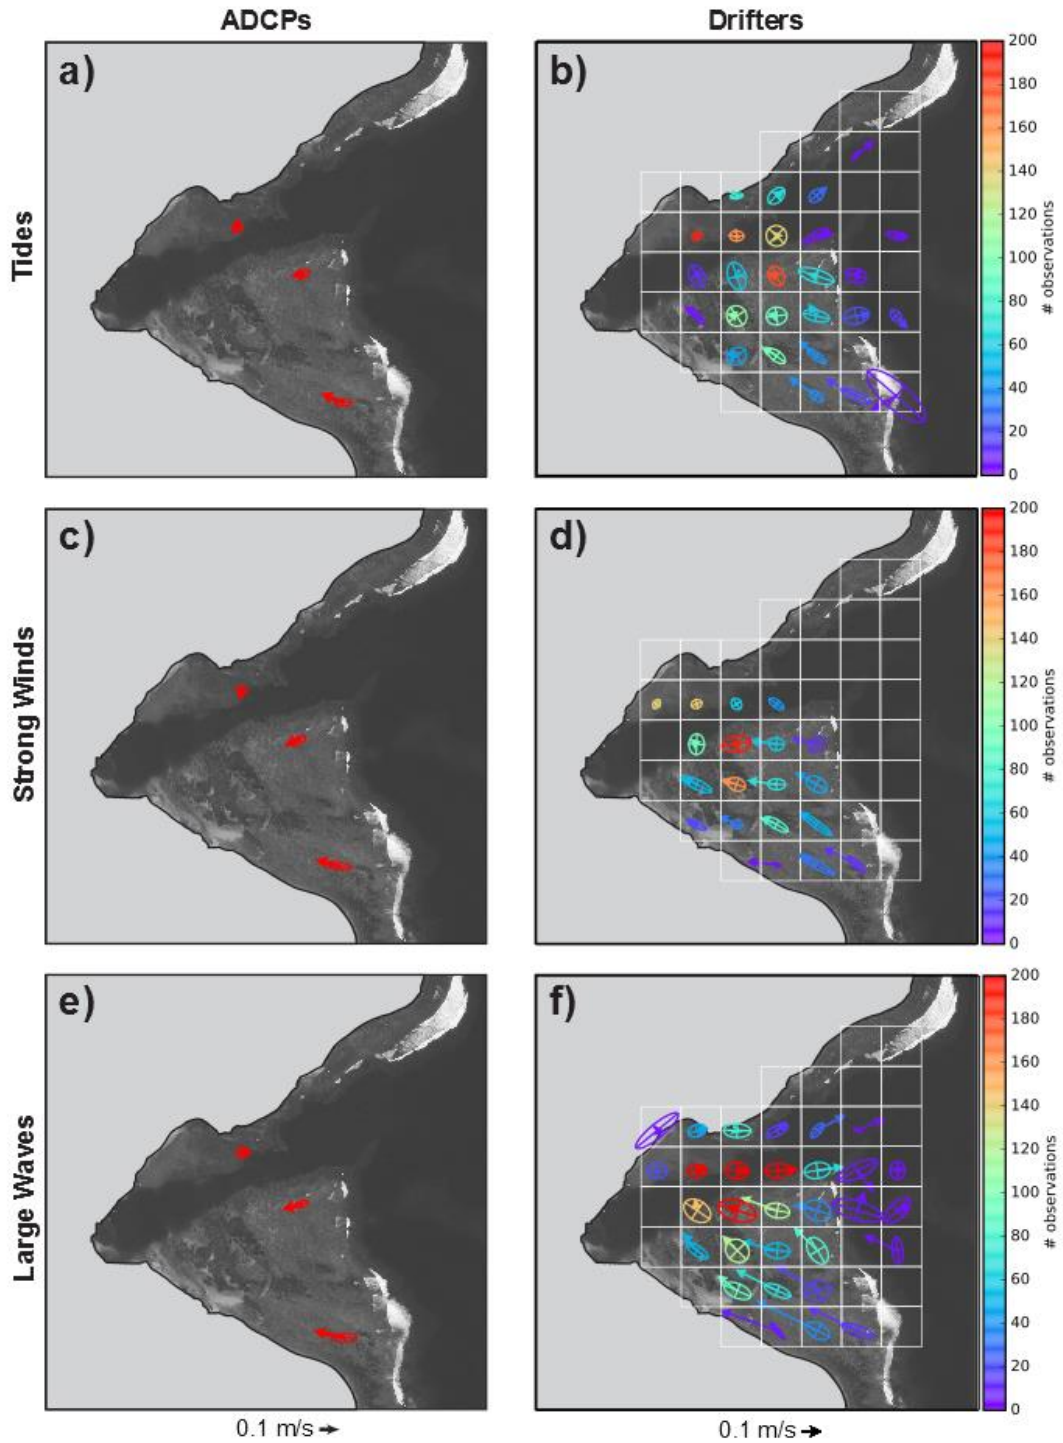 ADCPs
Drifters
Tides
a)
b)
200
180
160
140
120
100
80
60
40
20
0
# observations
Strong Winds
c)
d)
200
180
160
140
120
100
80
60
40
20
0
# observations
Large Waves
e)
f)
200
180
160
140
120
100
80
60
40
20
0
# observations
0.1 m/s
0.1 m/s